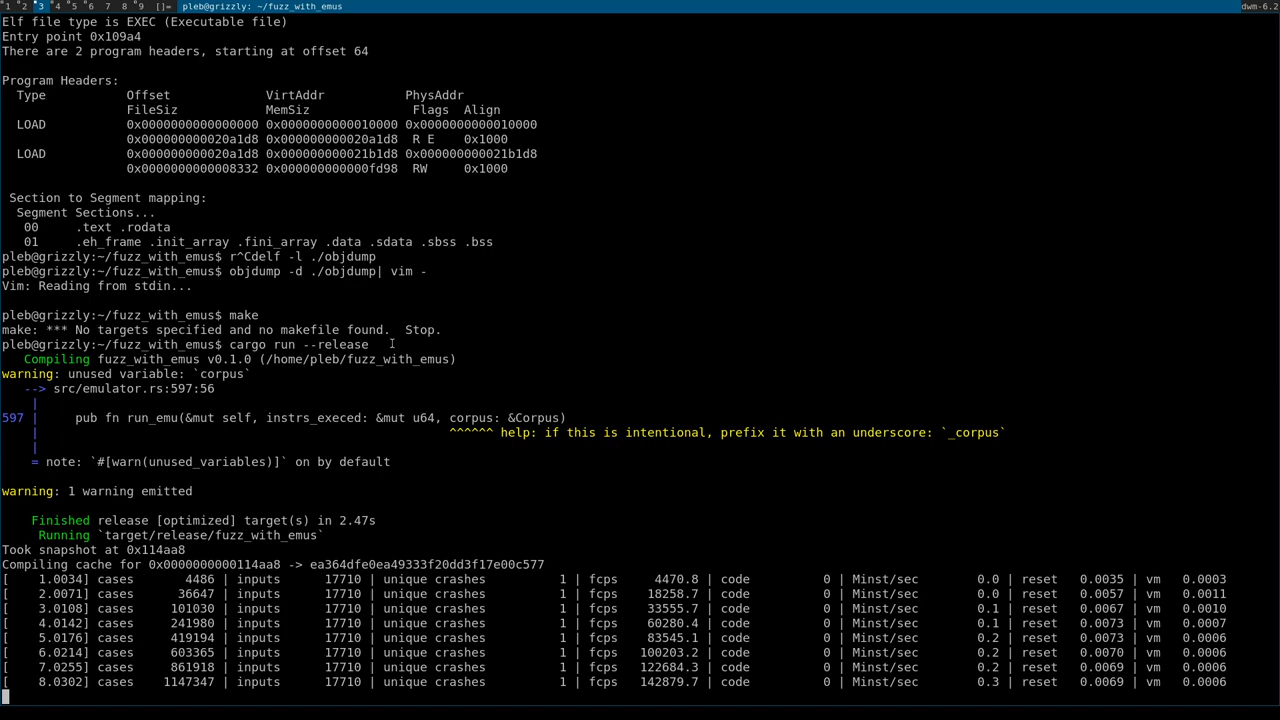 1 2 3 4 5 6 7 8 9 []= pleb@grizzly: ~/fuzz_with_emus dwm-6.2
Elf file type is EXEC (Executable file)
Entry point 0x109a4
There are 2 program headers, starting at offset 64
Program Headers:
  Type           Offset             VirtAddr           PhysAddr
                 FileSiz            MemSiz              Flags  Align
  LOAD           0x0000000000000000 0x0000000000010000 0x0000000000010000
                 0x000000000020a1d8 0x000000000020a1d8  R E    0x1000
  LOAD           0x000000000020a1d8 0x000000000021b1d8 0x000000000021b1d8
                 0x0000000000008332 0x000000000000fd98  RW     0x1000
 Section to Segment mapping:
  Segment Sections...
   00     .text .rodata
   01     .eh_frame .init_array .fini_array .data .sdata .sbss .bss
pleb@grizzly:~/fuzz_with_emus$ r^Cdelf -l ./objdump
pleb@grizzly:~/fuzz_with_emus$ objdump -d ./objdump| vim -
Vim: Reading from stdin...
pleb@grizzly:~/fuzz_with_emus$ make
make: *** No targets specified and no makefile found.  Stop.
pleb@grizzly:~/fuzz_with_emus$ cargo run --release
   Compiling fuzz_with_emus v0.1.0 (/home/pleb/fuzz_with_emus)
warning: unused variable: `corpus`
   --> src/emulator.rs:597:56
    |
597 |     pub fn run_emu(&mut self, instrs_execed: &mut u64, corpus: &Corpus)
    |                                                        ^^^^^^ help: if this is intentional, prefix it with an underscore: `_corpus`
    |
    = note: `#[warn(unused_variables)]` on by default
warning: 1 warning emitted
    Finished release [optimized] target(s) in 2.47s
     Running `target/release/fuzz_with_emus`
Took snapshot at 0x114aa8
Compiling cache for 0x0000000000114aa8 -> ea364dfe0ea49333f20dd3f17e00c577
[    1.0034] cases       4486 | inputs      17710 | unique crashes          1 | fcps     4470.8 | code          0 | Minst/sec        0.0 | reset   0.0035 | vm   0.0003
[    2.0071] cases      36647 | inputs      17710 | unique crashes          1 | fcps    18258.7 | code          0 | Minst/sec        0.0 | reset   0.0057 | vm   0.0011
[    3.0108] cases     101030 | inputs      17710 | unique crashes          1 | fcps    33555.7 | code          0 | Minst/sec        0.1 | reset   0.0067 | vm   0.0010
[    4.0142] cases     241980 | inputs      17710 | unique crashes          1 | fcps    60280.4 | code          0 | Minst/sec        0.1 | reset   0.0073 | vm   0.0007
[    5.0176] cases     419194 | inputs      17710 | unique crashes          1 | fcps    83545.1 | code          0 | Minst/sec        0.2 | reset   0.0073 | vm   0.0006
[    6.0214] cases     603365 | inputs      17710 | unique crashes          1 | fcps   100203.2 | code          0 | Minst/sec        0.2 | reset   0.0070 | vm   0.0006
[    7.0255] cases     861918 | inputs      17710 | unique crashes          1 | fcps   122684.3 | code          0 | Minst/sec        0.2 | reset   0.0069 | vm   0.0006
[    8.0302] cases    1147347 | inputs      17710 | unique crashes          1 | fcps   142879.7 | code          0 | Minst/sec        0.3 | reset   0.0069 | vm   0.0006